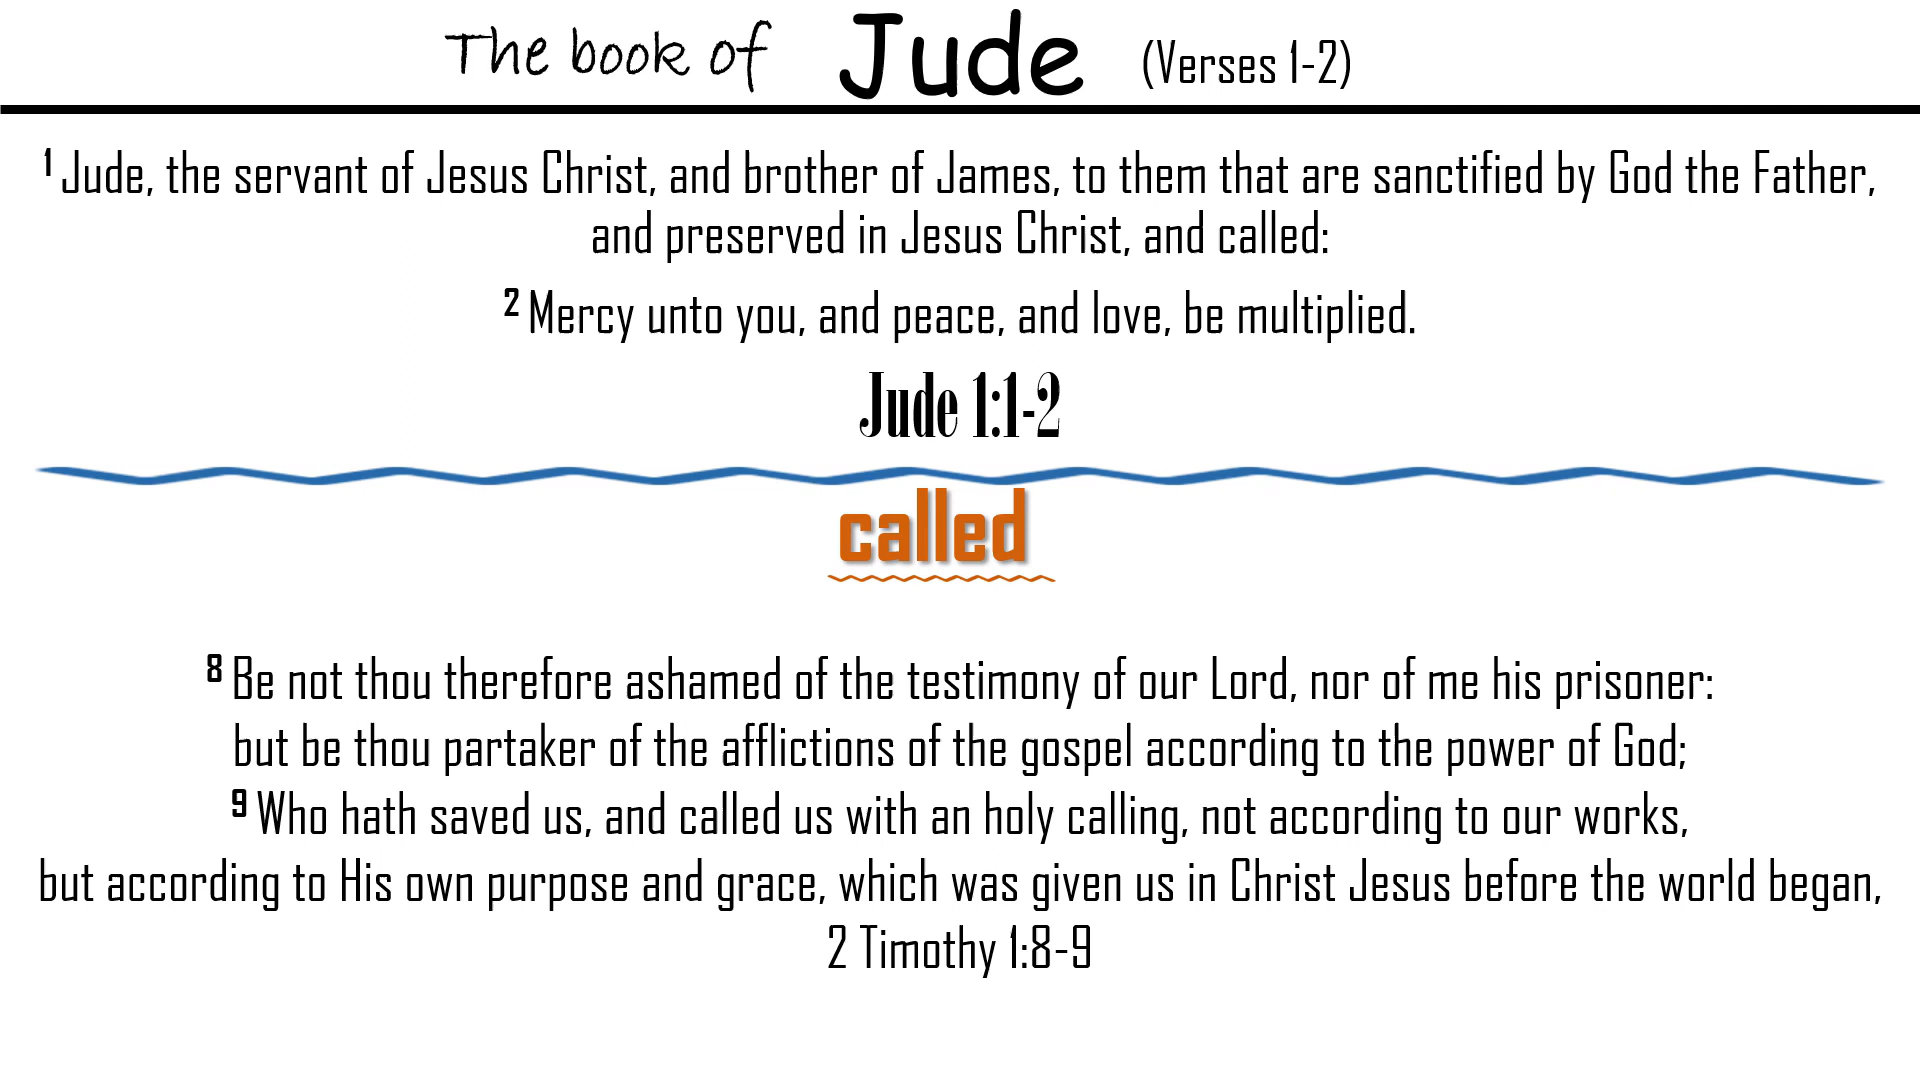 The book of Jude (Verses 1-2)
1 Jude, the servant of Jesus Christ, and brother of James, to them that are sanctified by God the Father,
and preserved in Jesus Christ, and called:
2 Mercy unto you, and peace, and love, be multiplied.
Jude 1:1-2
called
8 Be not thou therefore ashamed of the testimony of our Lord, nor of me his prisoner:
but be thou partaker of the afflictions of the gospel according to the power of God;
9 Who hath saved us, and called us with an holy calling, not according to our works,
but according to His own purpose and grace, which was given us in Christ Jesus before the world began,
2 Timothy 1:8-9